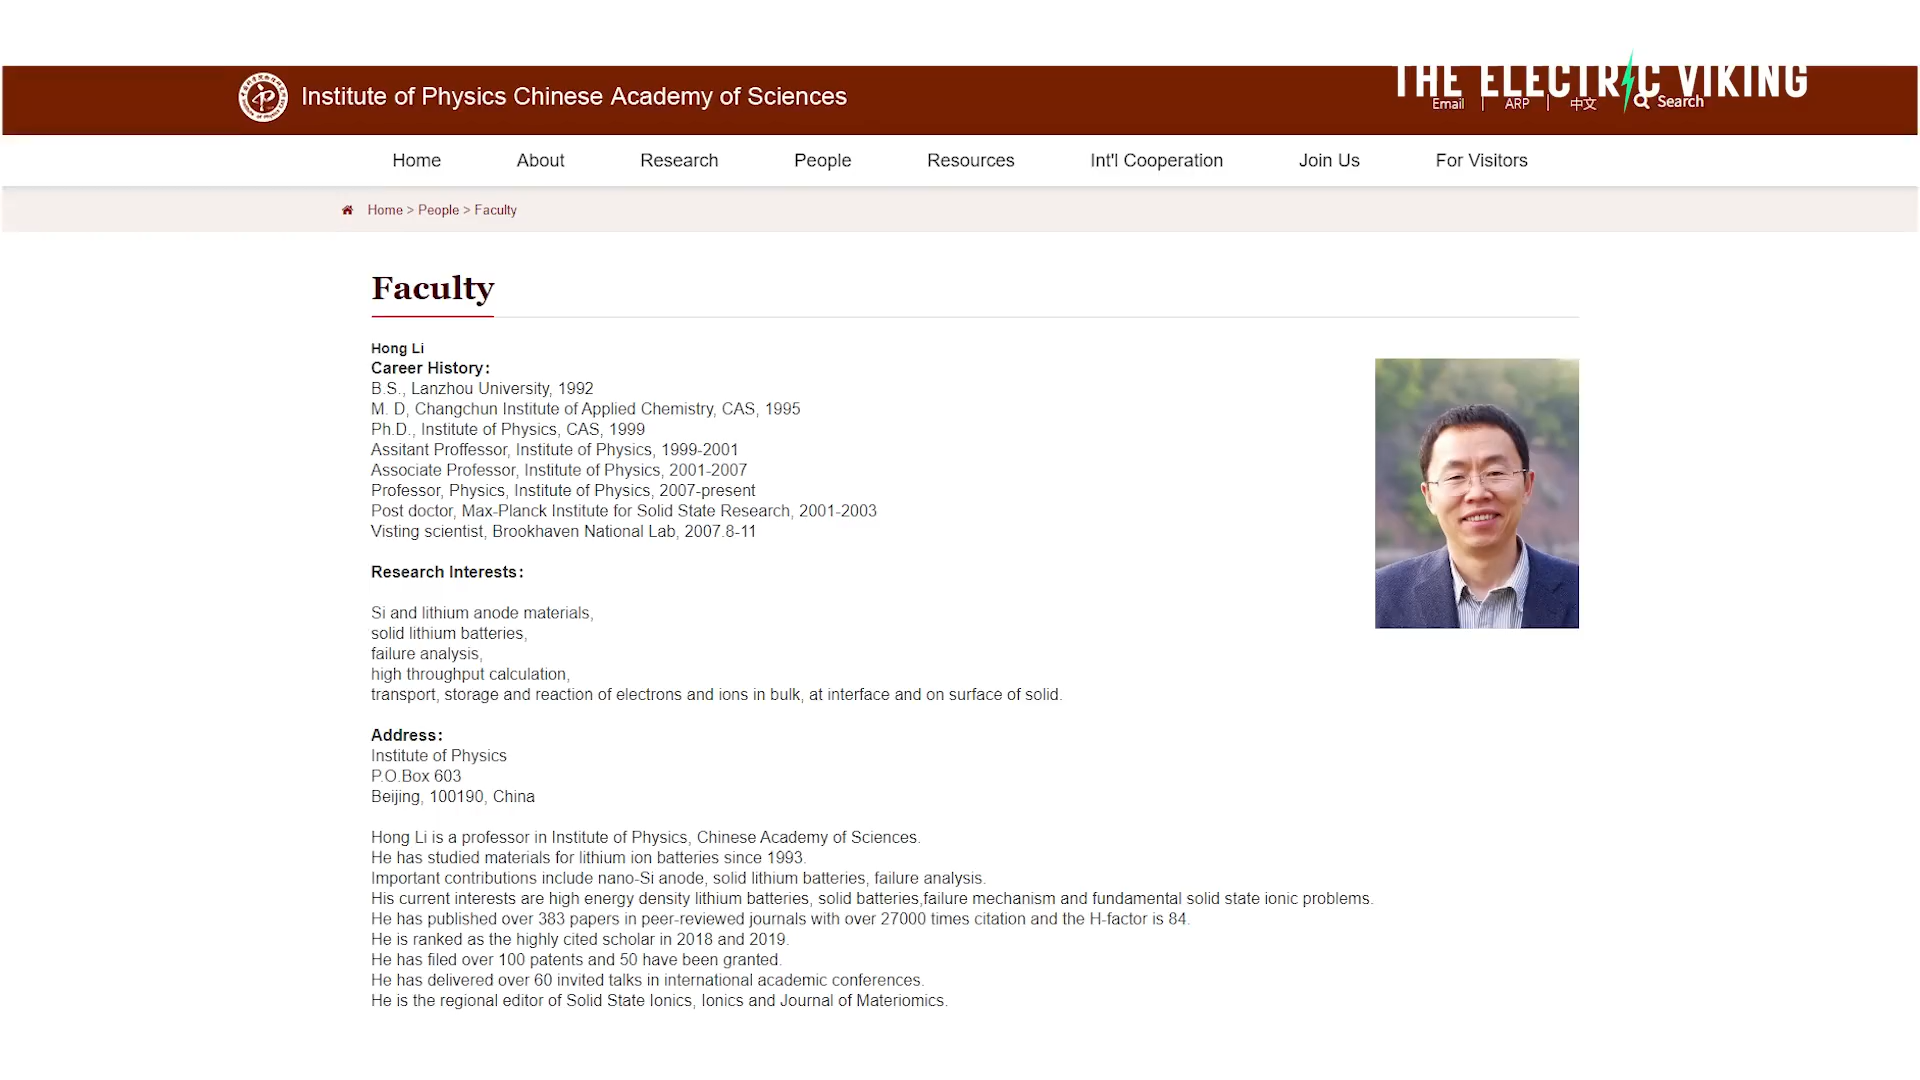 THE ELECTRIC VIKING
Institute of Physics Chinese Academy of Sciences
Email | ARP | 中文 Search
Home About Research People Resources Int'l Cooperation Join Us For Visitors
Home > People > Faculty
Faculty
Hong Li
Career History:
B.S., Lanzhou University, 1992
M. D, Changchun Institute of Applied Chemistry, CAS, 1995
Ph.D., Institute of Physics, CAS, 1999
Assitant Proffessor, Institute of Physics, 1999-2001
Associate Professor, Institute of Physics, 2001-2007
Professor, Physics, Institute of Physics, 2007-present
Post doctor, Max-Planck Institute for Solid State Research, 2001-2003
Visting scientist, Brookhaven National Lab, 2007.8-11
Research Interests:
Si and lithium anode materials,
solid lithium batteries,
failure analysis,
high throughput calculation,
transport, storage and reaction of electrons and ions in bulk, at interface and on surface of solid.
Address:
Institute of Physics
P.O.Box 603
Beijing, 100190, China
Hong Li is a professor in Institute of Physics, Chinese Academy of Sciences.
He has studied materials for lithium ion batteries since 1993.
Important contributions include nano-Si anode, solid lithium batteries, failure analysis.
His current interests are high energy density lithium batteries, solid batteries,failure mechanism and fundamental solid state ionic problems.
He has published over 383 papers in peer-reviewed journals with over 27000 times citation and the H-factor is 84.
He is ranked as the highly cited scholar in 2018 and 2019.
He has filed over 100 patents and 50 have been granted.
He has delivered over 60 invited talks in international academic conferences.
He is the regional editor of Solid State Ionics, Ionics and Journal of Materiomics.